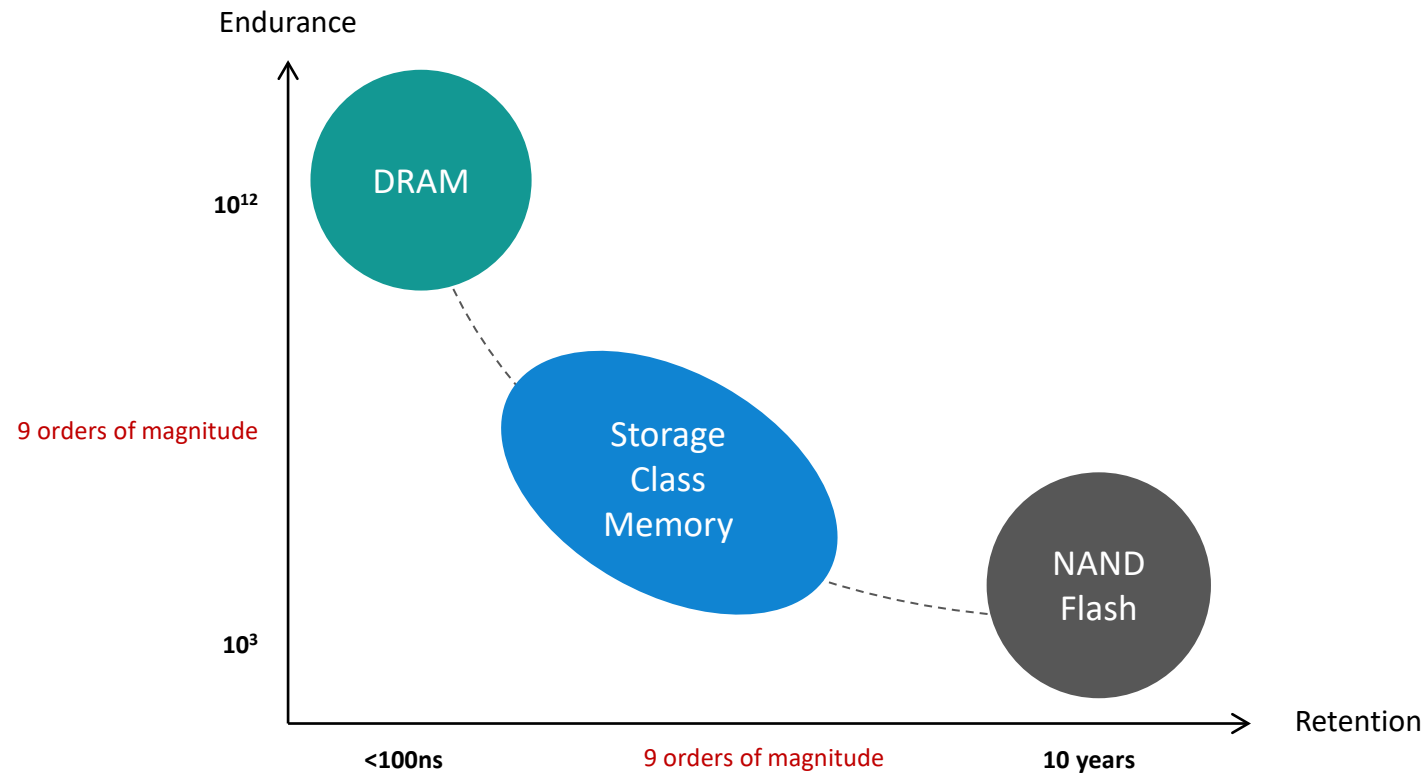 Endurance
DRAM
10¹²
9 orders of magnitude
Storage
Class
Memory
NAND
Flash
10³
Retention
<100ns
9 orders of magnitude
10 years